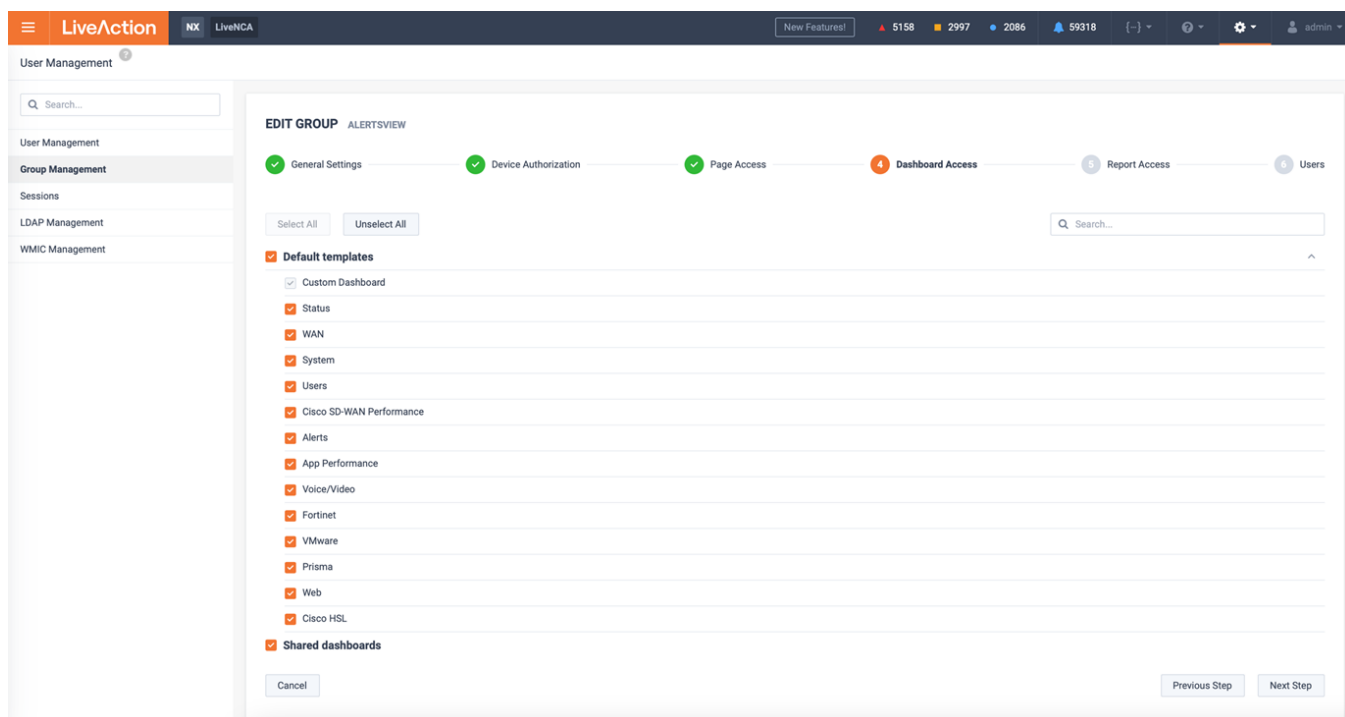 LiveAction NX LiveNCA New Features! 5158 2997 2086 59318 {--} ? admin
User Management ?
Search...
User Management
Group Management
Sessions
LDAP Management
WMIC Management
EDIT GROUP ALERTSVIEW
General Settings Device Authorization Page Access 4 Dashboard Access 5 Report Access 6 Users
Select All Unselect All Search...
Default templates
Custom Dashboard
Status
WAN
System
Users
Cisco SD-WAN Performance
Alerts
App Performance
Voice/Video
Fortinet
VMware
Prisma
Web
Cisco HSL
Shared dashboards
Cancel Previous Step Next Step